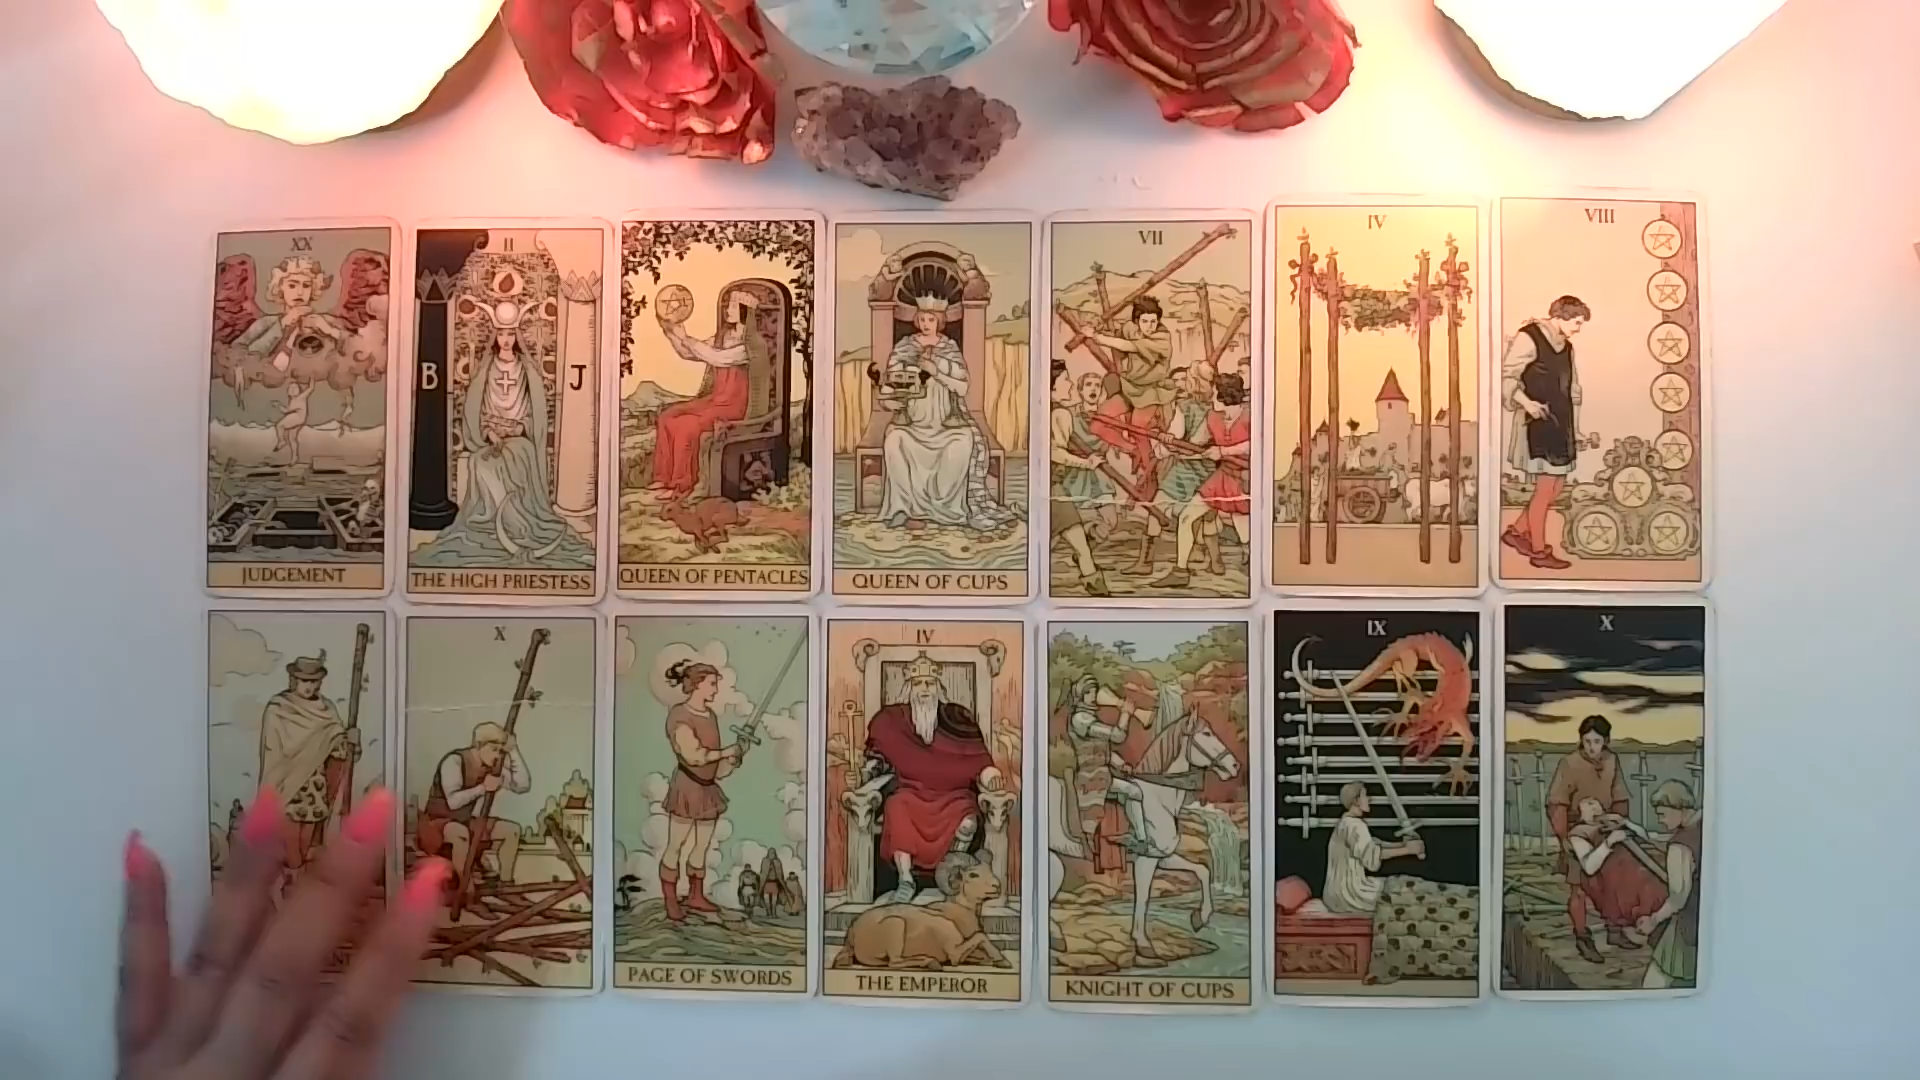 XX
JUDGEMENT
II
B
J
THE HIGH PRIESTESS
QUEEN OF PENTACLES
QUEEN OF CUPS
VII
IV
VIII
X
PAGE OF SWORDS
IV
THE EMPEROR
KNIGHT OF CUPS
IX
X